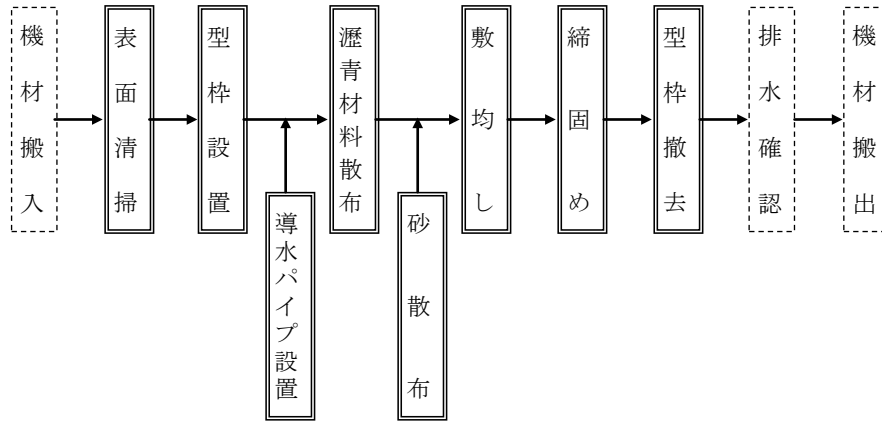 機材搬入
表面清掃
型枠設置
導水パイプ設置
瀝青材料散布
砂散布
敷均し
締固め
型枠撤去
排水確認
機材搬出